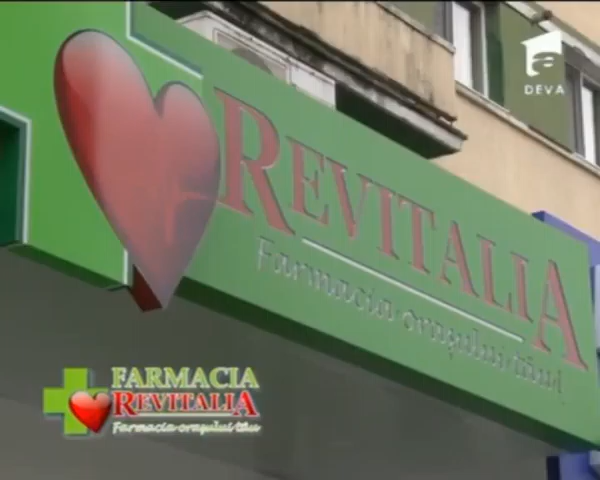 DEVA
REVITALIA
Farmacia orașului tău!
FARMACIA
REVITALIA
Farmacia orașului tău